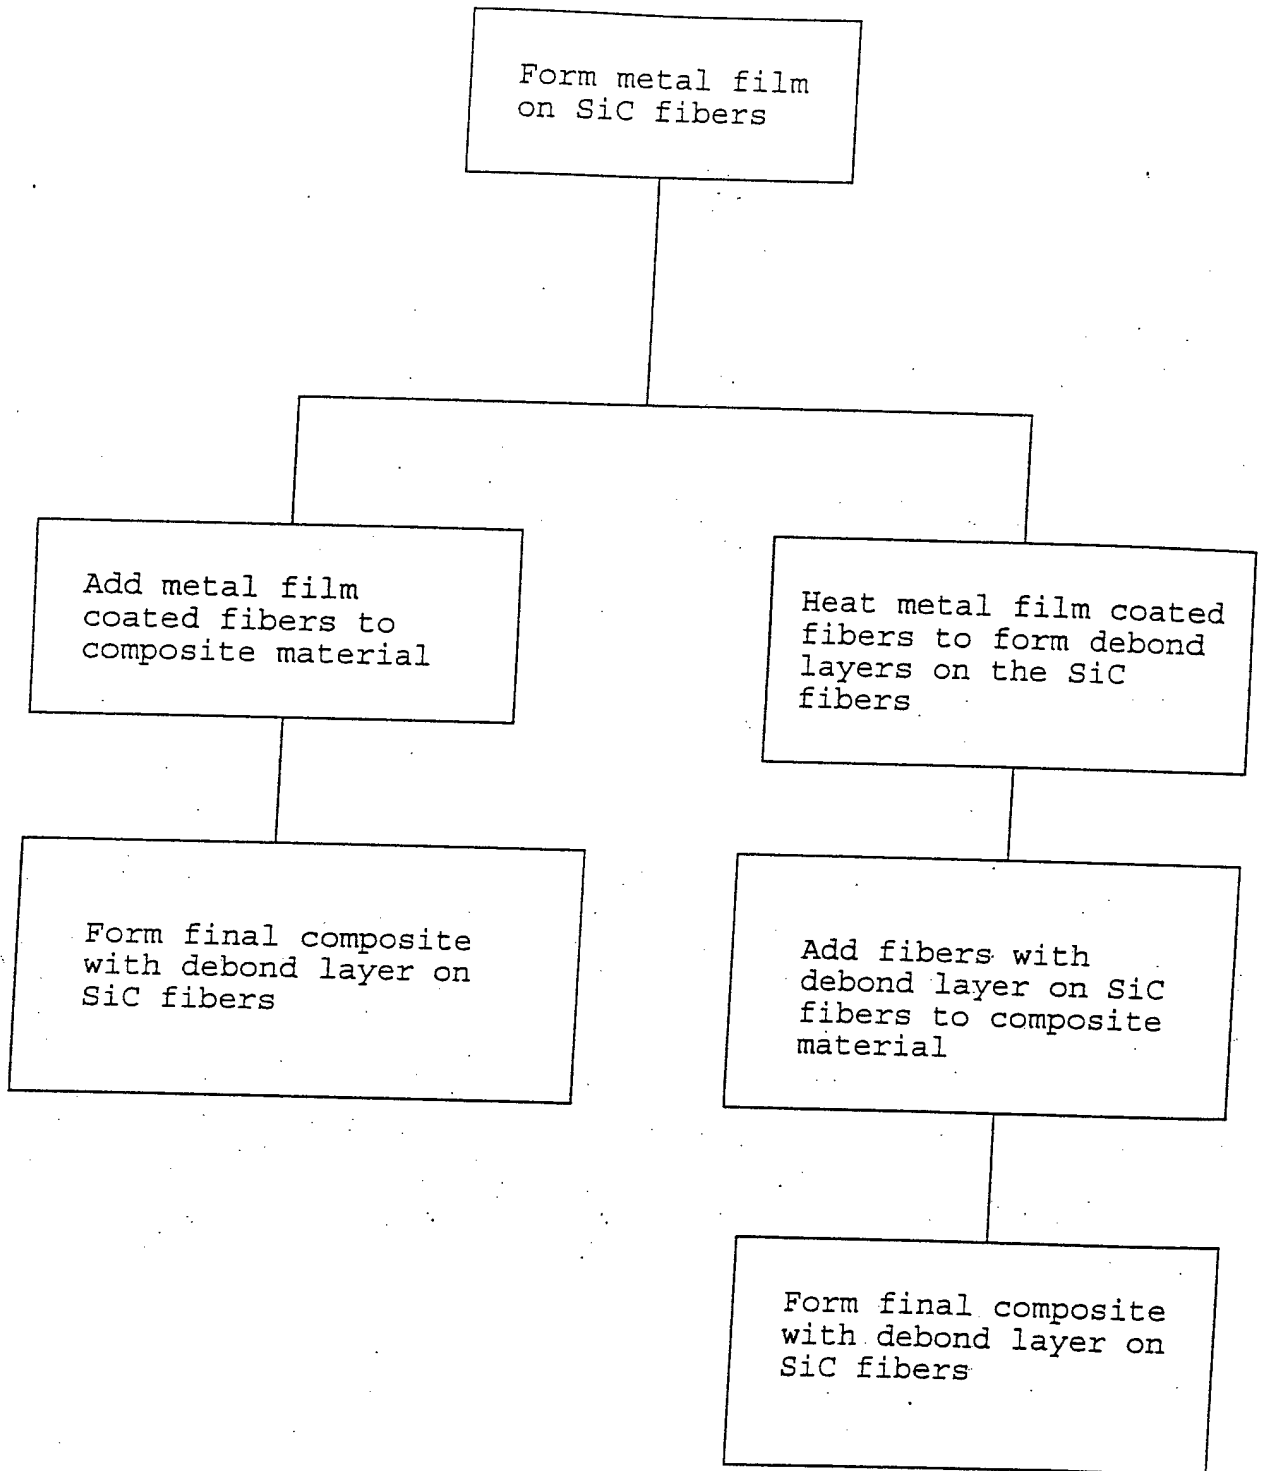 Form metal film
on SiC fibers
Add metal film
coated fibers to
composite material
Form final composite
with debond layer on
SiC fibers
Heat metal film coated
fibers to form debond
layers on the SiC
fibers
Add fibers with
debond layer on SiC
fibers to composite
material
Form final composite
with debond layer on
SiC fibers